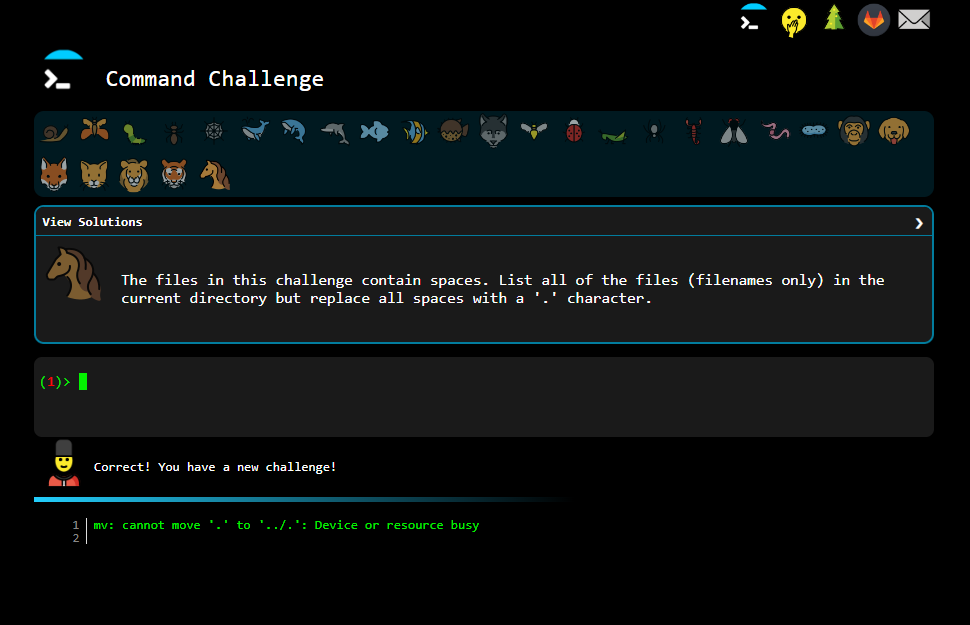 Command Challenge
View Solutions
The files in this challenge contain spaces. List all of the files (filenames only) in the
current directory but replace all spaces with a '.' character.
(1)>
Correct! You have a new challenge!
1 mv: cannot move '.' to '../.': Device or resource busy
2